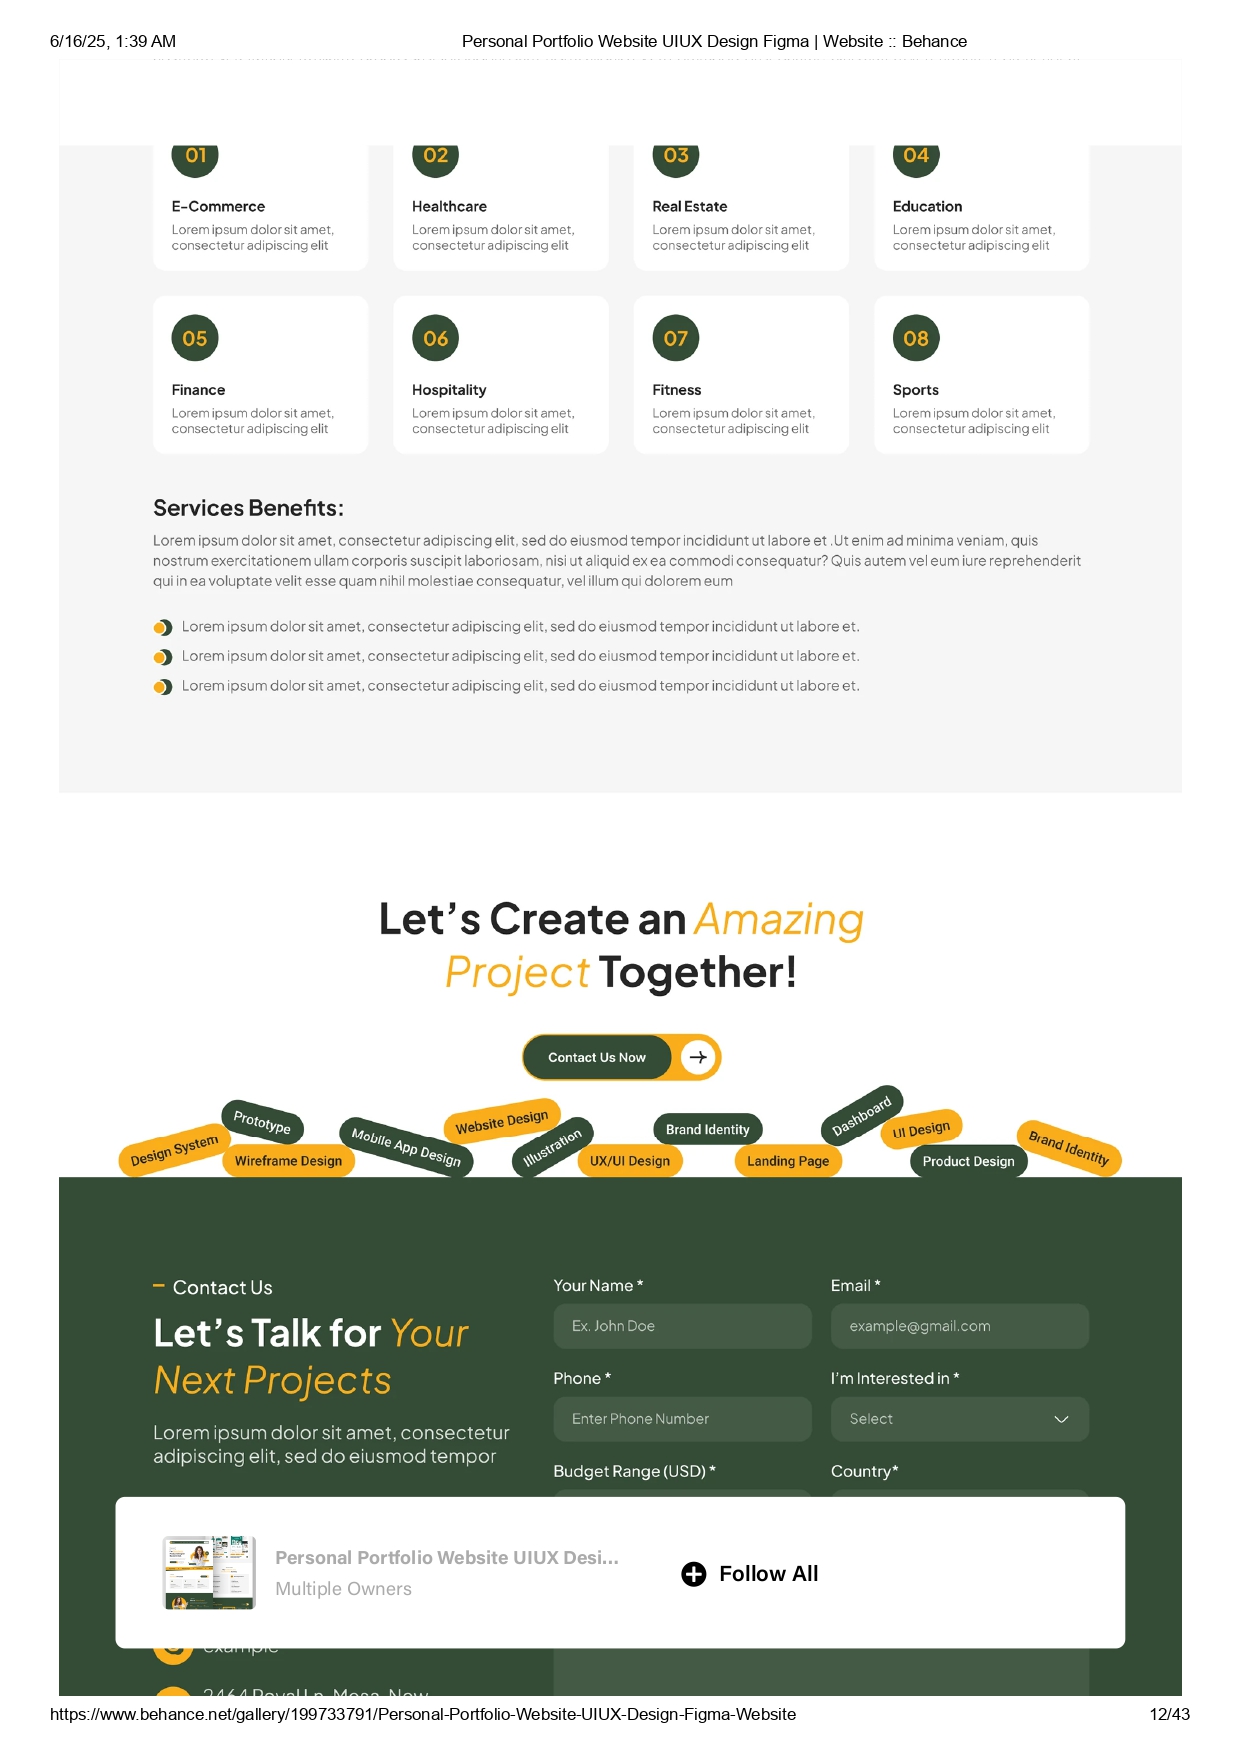 6/16/25, 1:39 AM
Personal Portfolio Website UIUX Design Figma | Website :: Behance
01
02
03
04
E-Commerce
Healthcare
Real Estate
Education
Lorem ipsum dolor sit amet,
consectetur adipiscing elit
Lorem ipsum dolor sit amet,
consectetur adipiscing elit
Lorem ipsum dolor sit amet,
consectetur adipiscing elit
Lorem ipsum dolor sit amet,
consectetur adipiscing elit
05
06
07
08
Finance
Hospitality
Fitness
Sports
Lorem ipsum dolor sit amet,
consectetur adipiscing elit
Lorem ipsum dolor sit amet,
consectetur adipiscing elit
Lorem ipsum dolor sit amet,
consectetur adipiscing elit
Lorem ipsum dolor sit amet,
consectetur adipiscing elit
Services Benefits:
Lorem ipsum dolor sit amet, consectetur adipiscing elit, sed do eiusmod tempor incididunt ut labore et .Ut enim ad minima veniam, quis
nostrum exercitationem ullam corporis suscipit laboriosam, nisi ut aliquid ex ea commodi consequatur? Quis autem vel eum iure reprehenderit
qui in ea voluptate velit esse quam nihil molestiae consequatur, vel illum qui dolorem eum
Lorem ipsum dolor sit amet, consectetur adipiscing elit, sed do eiusmod tempor incididunt ut labore et.
Lorem ipsum dolor sit amet, consectetur adipiscing elit, sed do eiusmod tempor incididunt ut labore et.
Lorem ipsum dolor sit amet, consectetur adipiscing elit, sed do eiusmod tempor incididunt ut labore et.
Let's Create an Amazing
Project Together!
Contact Us Now
Design System
Prototype
Wireframe Design
Mobile App Design
Website Design
Illustration
UX/UI Design
Brand Identity
Landing Page
Dashboard
UI Design
Product Design
Brand Identity
Contact Us
Let's Talk for Your
Next Projects
Lorem ipsum dolor sit amet, consectetur
adipiscing elit, sed do eiusmod tempor
Your Name *
Email *
Ex. John Doe
example@gmail.com
Phone *
I'm Interested in *
Enter Phone Number
Select
Budget Range (USD) *
Country*
Personal Portfolio Website UIUX Desi...
Multiple Owners
Follow All
example
2464 Royal Ln. Mesa, New
https://www.behance.net/gallery/199733791/Personal-Portfolio-Website-UIUX-Design-Figma-Website
12/43